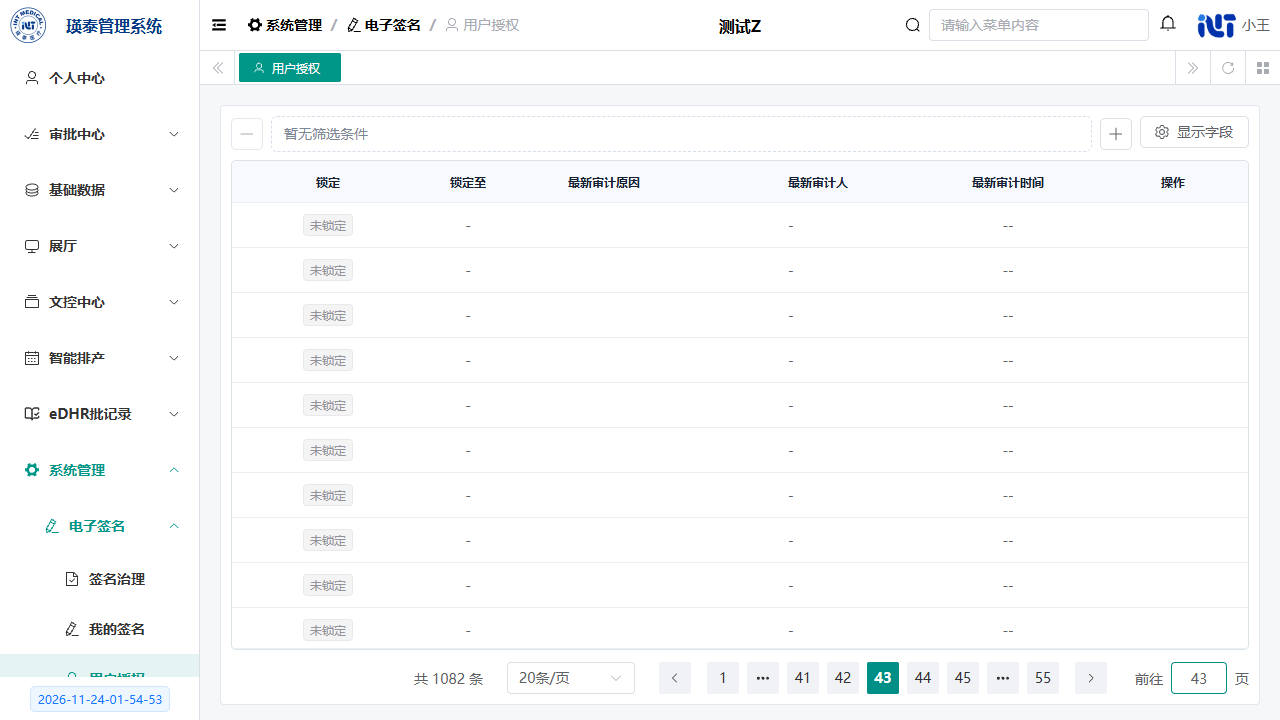 瑛泰管理系统
系统管理 / 电子签名 / 用户授权
测试Z
请输入菜单内容
小王
用户授权
个人中心
审批中心
基础数据
展厅
文控中心
智能排产
eDHR批记录
系统管理
电子签名
签名治理
我的签名
用户授权
2026-11-24-01-54-53
暂无筛选条件
显示字段
锁定 锁定至 最新审计原因 最新审计人 最新审计时间 操作
未锁定 - - --
未锁定 - - --
未锁定 - - --
未锁定 - - --
未锁定 - - --
未锁定 - - --
未锁定 - - --
未锁定 - - --
未锁定 - - --
未锁定 - - --
共 1082 条 20条/页 1 ••• 41 42 43 44 45 ••• 55 前往 43 页